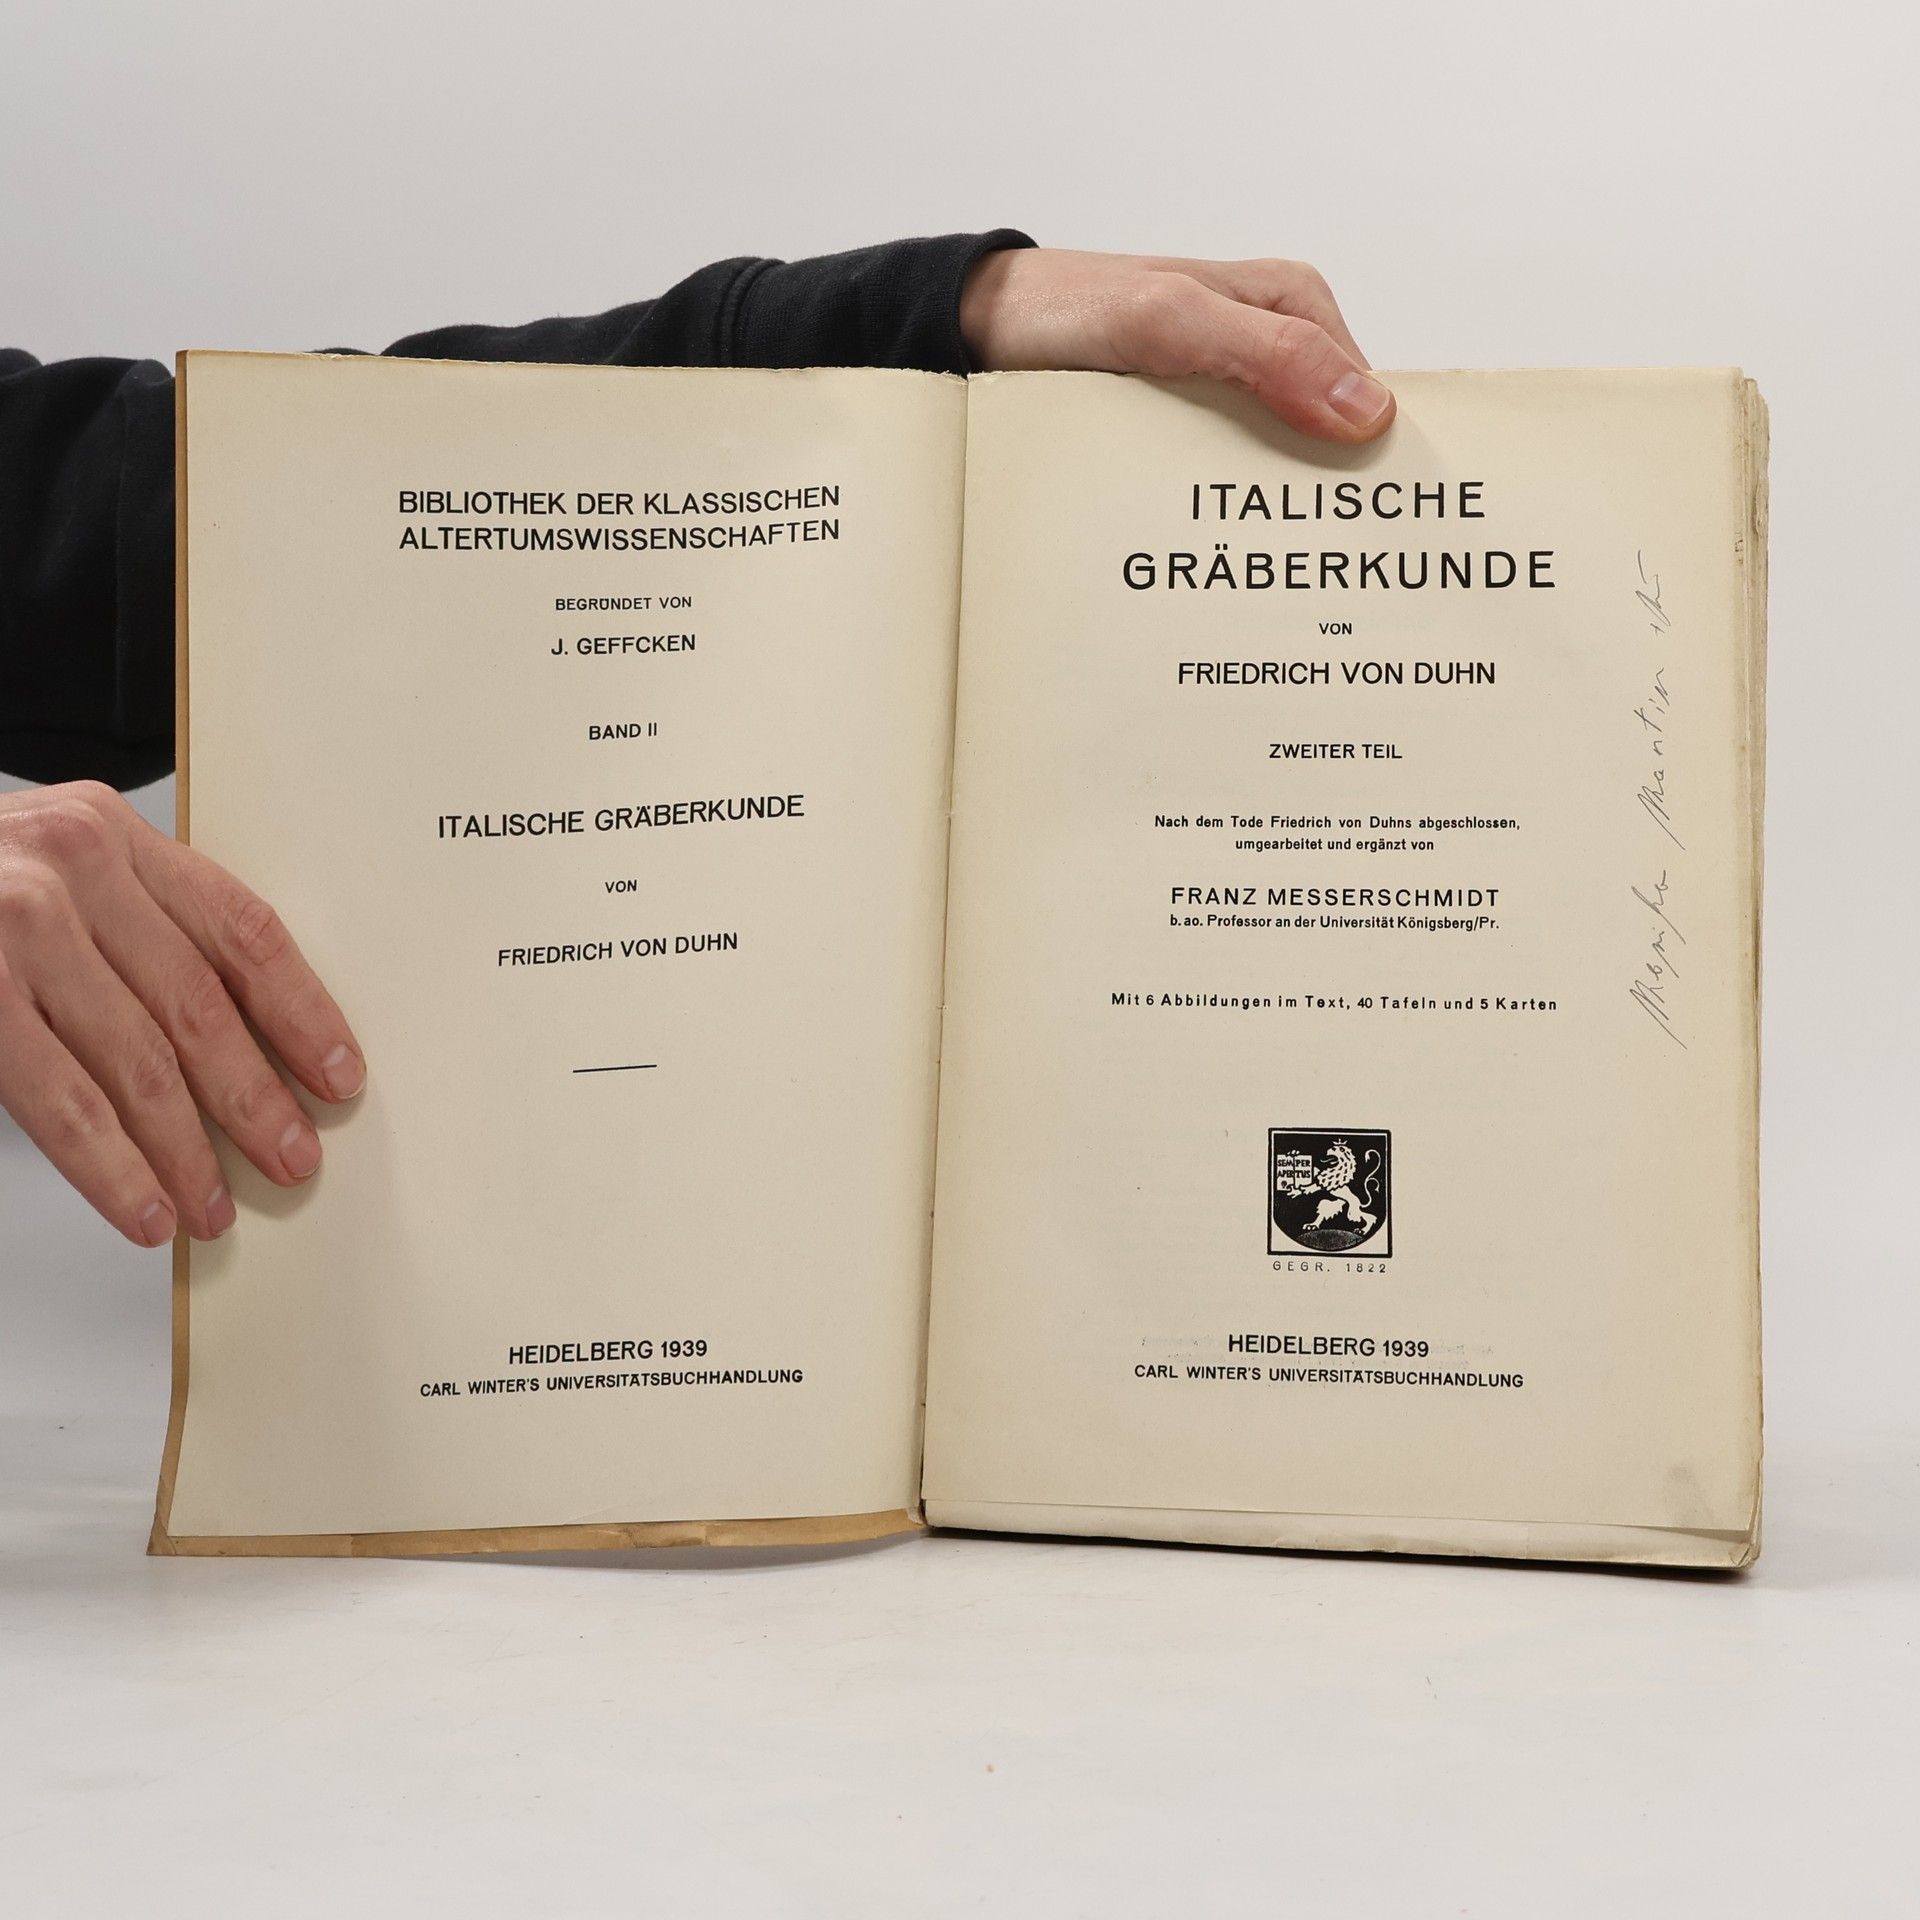 BIBLIOTHEK DER KLASSISCHEN
ALTERTUMSWISSENSCHAFTEN
BEGRÜNDET VON
J. GEFFCKEN
BAND II
ITALISCHE GRÄBERKUNDE
VON
FRIEDRICH VON DUHN
HEIDELBERG 1939
CARL WINTER'S UNIVERSITÄTSBUCHHANDLUNG
ITALISCHE
GRÄBERKUNDE
VON
FRIEDRICH VON DUHN
ZWEITER TEIL
Nach dem Tode Friedrich von Duhns abgeschlossen,
umgearbeitet und ergänzt von
FRANZ MESSERSCHMIDT
b. ao. Professor an der Universität Königsberg/Pr.
Mit 6 Abbildungen im Text, 40 Tafeln und 5 Karten
SEMPER
APERTUS
GEGR. 1822
HEIDELBERG 1939
CARL WINTER'S UNIVERSITÄTSBUCHHANDLUNG